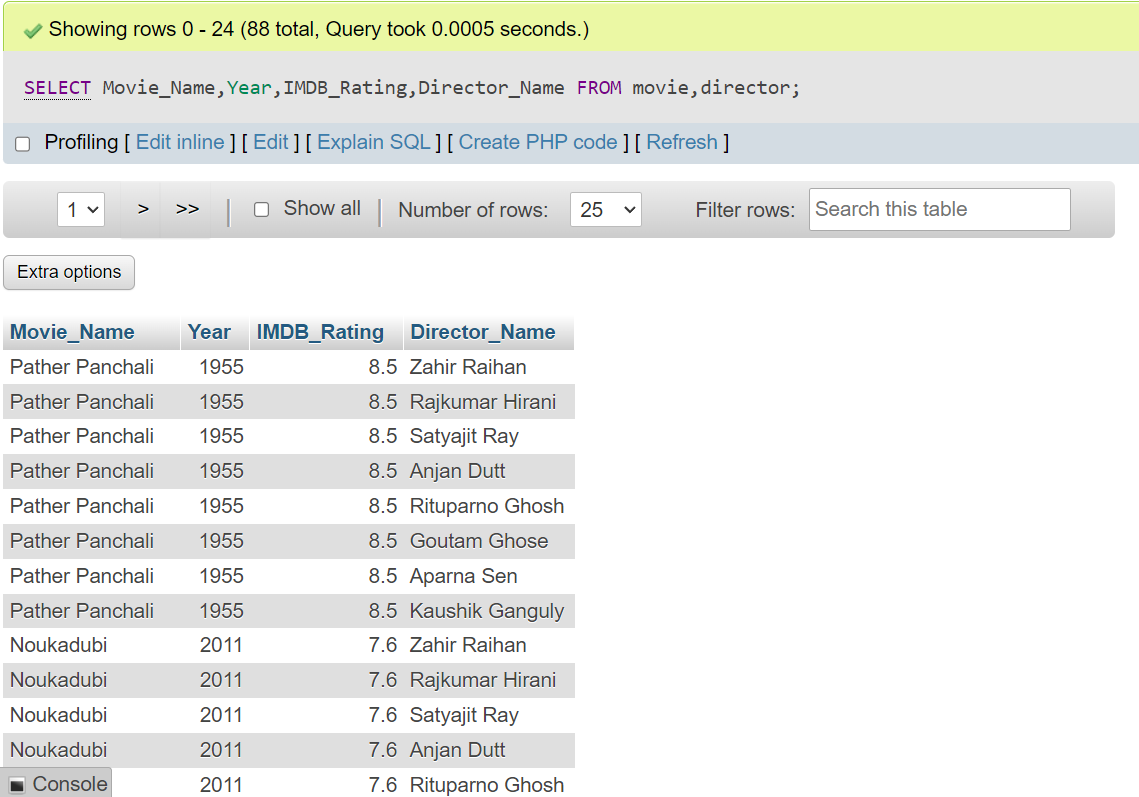 Showing rows 0 - 24 (88 total, Query took 0.0005 seconds.)
SELECT Movie_Name,Year,IMDB_Rating,Director_Name FROM movie,director;
Profiling [ Edit inline ] [ Edit ] [ Explain SQL ] [ Create PHP code ] [ Refresh ]
1 > >> | Show all | Number of rows: 25 Filter rows: Search this table
Extra options
Movie_Name Year IMDB_Rating Director_Name
Pather Panchali 1955 8.5 Zahir Raihan
Pather Panchali 1955 8.5 Rajkumar Hirani
Pather Panchali 1955 8.5 Satyajit Ray
Pather Panchali 1955 8.5 Anjan Dutt
Pather Panchali 1955 8.5 Rituparno Ghosh
Pather Panchali 1955 8.5 Goutam Ghose
Pather Panchali 1955 8.5 Aparna Sen
Pather Panchali 1955 8.5 Kaushik Ganguly
Noukadubi 2011 7.6 Zahir Raihan
Noukadubi 2011 7.6 Rajkumar Hirani
Noukadubi 2011 7.6 Satyajit Ray
Noukadubi 2011 7.6 Anjan Dutt
Console 2011 7.6 Rituparno Ghosh